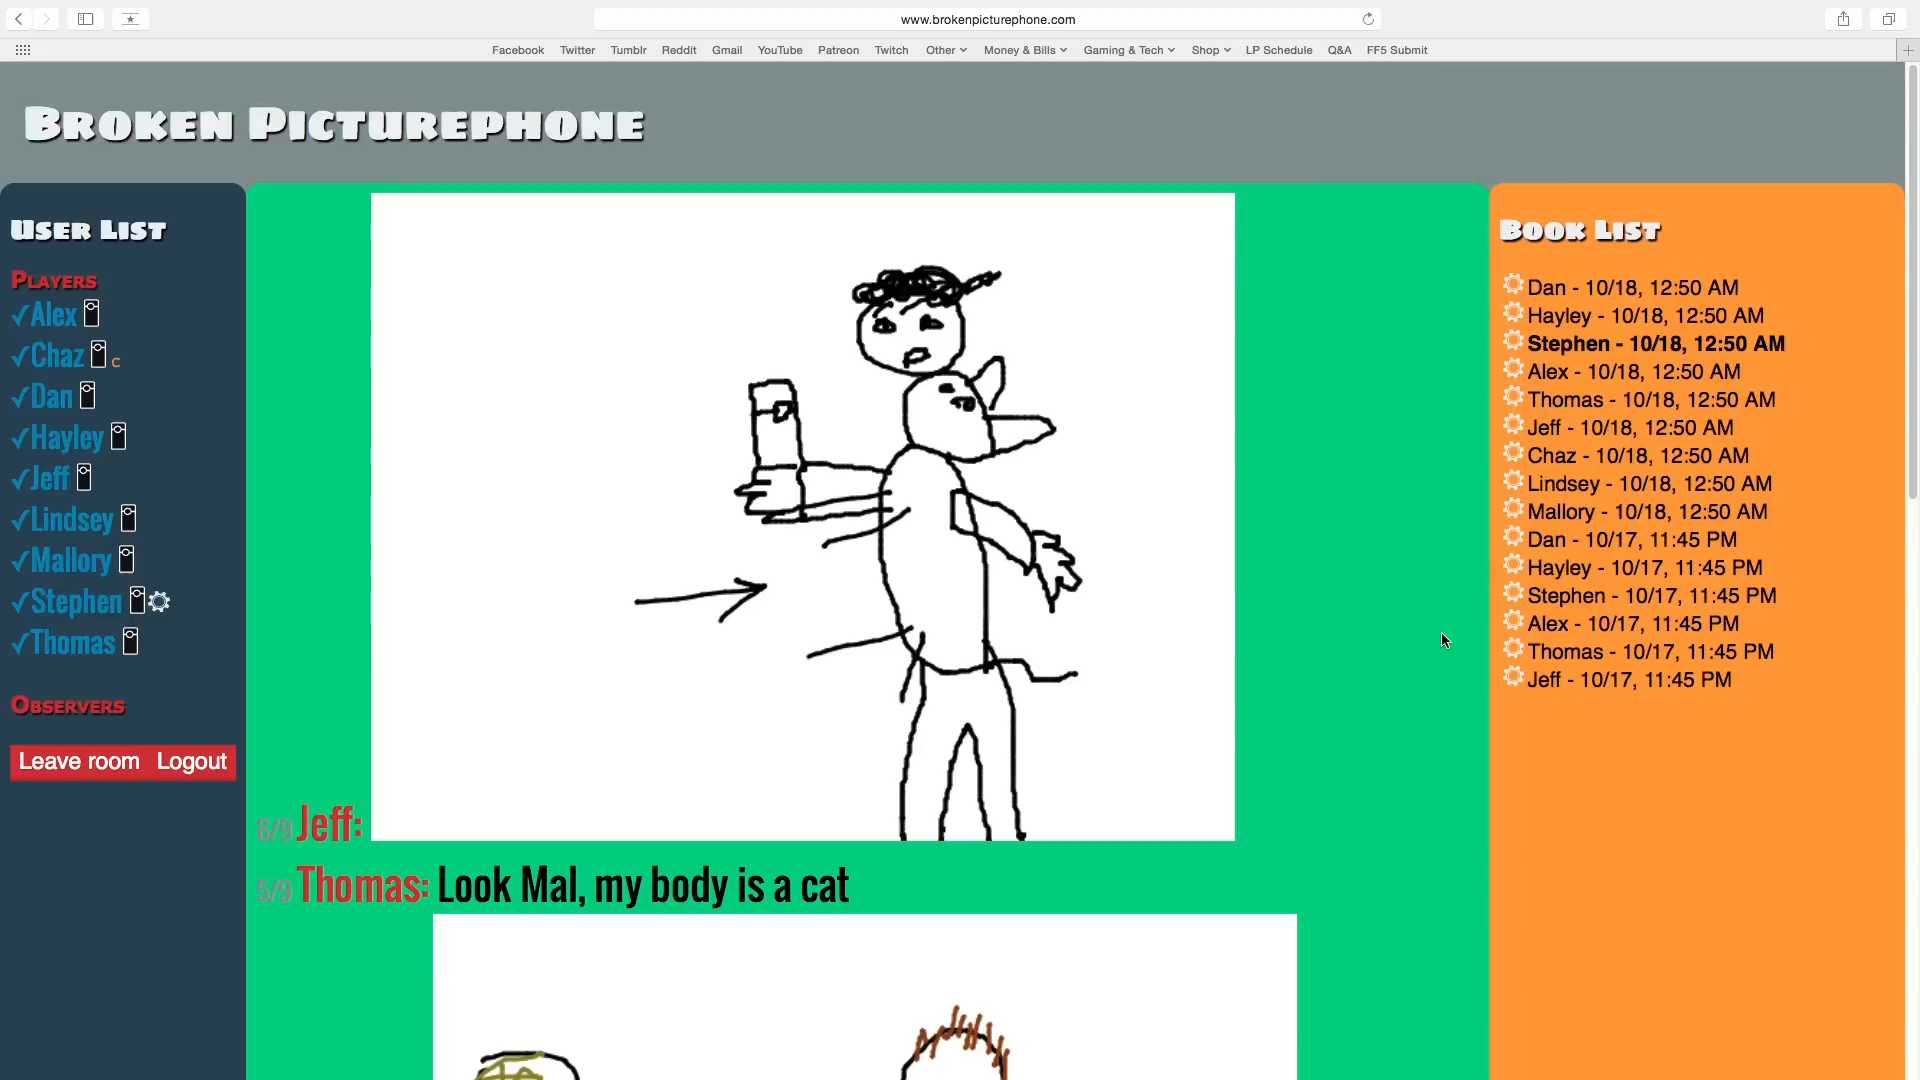 www.brokenpicturephone.com
Facebook Twitter Tumblr Reddit Gmail YouTube Patreon Twitch Other Money & Bills Gaming & Tech Shop LP Schedule Q&A FF5 Submit
Broken Picturephone
User List
Players
✓Alex
✓Chaz c
✓Dan
✓Hayley
✓Jeff
✓Lindsey
✓Mallory
✓Stephen
✓Thomas
Observers
Leave room Logout
6/9 Jeff:
5/9 Thomas: Look Mal, my body is a cat
Book List
Dan - 10/18, 12:50 AM
Hayley - 10/18, 12:50 AM
Stephen - 10/18, 12:50 AM
Alex - 10/18, 12:50 AM
Thomas - 10/18, 12:50 AM
Jeff - 10/18, 12:50 AM
Chaz - 10/18, 12:50 AM
Lindsey - 10/18, 12:50 AM
Mallory - 10/18, 12:50 AM
Dan - 10/17, 11:45 PM
Hayley - 10/17, 11:45 PM
Stephen - 10/17, 11:45 PM
Alex - 10/17, 11:45 PM
Thomas - 10/17, 11:45 PM
Jeff - 10/17, 11:45 PM